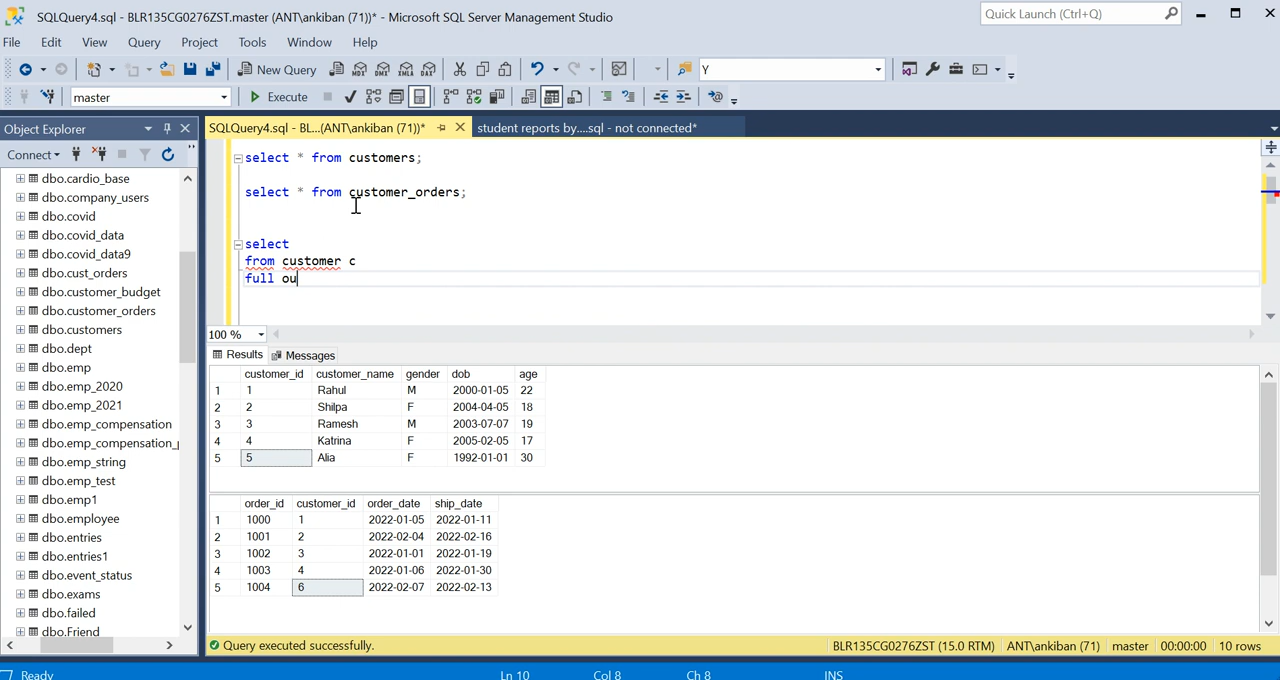 SQLQuery4.sql - BLR135CG0276ZST.master (ANT\ankiban (71))* - Microsoft SQL Server Management Studio
Quick Launch (Ctrl+Q)
File Edit View Query Project Tools Window Help
New Query MDX DMX XMLA DAX Y
master Execute
Object Explorer
SQLQuery4.sql - BL...(ANT\ankiban (71))* student reports by....sql - not connected*
Connect
dbo.cardio_base
dbo.company_users
dbo.covid
dbo.covid_data
dbo.covid_data9
dbo.cust_orders
dbo.customer_budget
dbo.customer_orders
dbo.customers
dbo.dept
dbo.emp
dbo.emp_2020
dbo.emp_2021
dbo.emp_compensation
dbo.emp_compensation_
dbo.emp_string
dbo.emp_test
dbo.emp1
dbo.employee
dbo.entries
dbo.entries1
dbo.event_status
dbo.exams
dbo.failed
dbo.Friend
select * from customers;
select * from customer_orders;
select
from customer c
full ou
100 %
Results Messages
customer_id customer_name gender dob age
1 1 Rahul M 2000-01-05 22
2 2 Shilpa F 2004-04-05 18
3 3 Ramesh M 2003-07-07 19
4 4 Katrina F 2005-02-05 17
5 5 Alia F 1992-01-01 30
order_id customer_id order_date ship_date
1 1000 1 2022-01-05 2022-01-11
2 1001 2 2022-02-04 2022-02-16
3 1002 3 2022-01-01 2022-01-19
4 1003 4 2022-01-06 2022-01-30
5 1004 6 2022-02-07 2022-02-13
Query executed successfully. BLR135CG0276ZST (15.0 RTM) ANT\ankiban (71) master 00:00:00 10 rows
Ready Ln 10 Col 8 Ch 8 INS